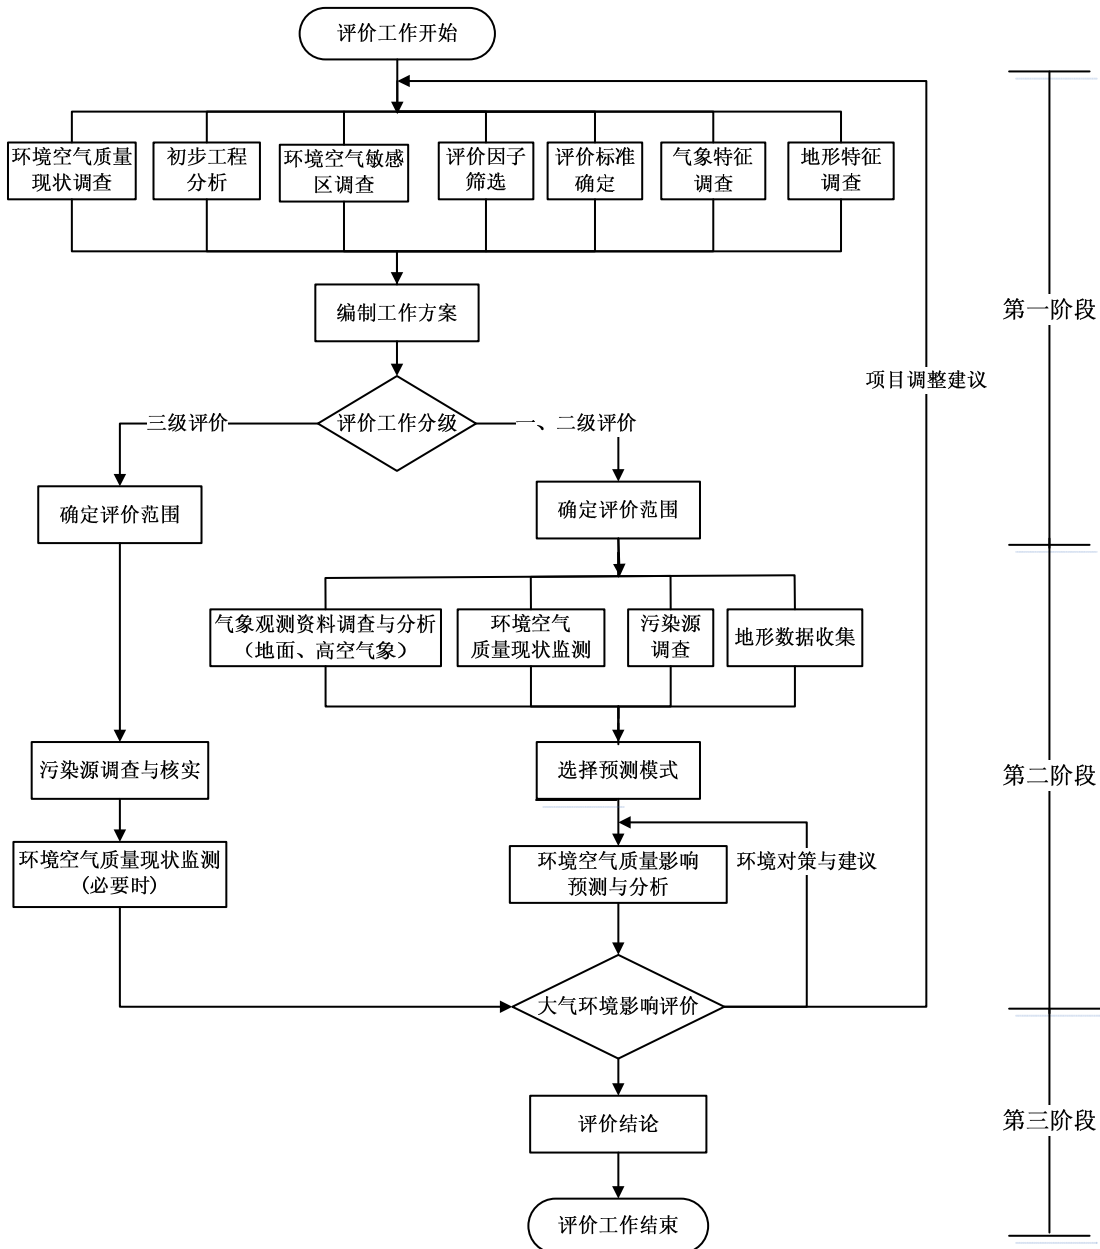 评价工作开始
环境空气质量
现状调查
初步工程
分析
环境空气敏感
区调查
评价因子
筛选
评价标准
确定
气象特征
调查
地形特征
调查
编制工作方案
第一阶段
项目调整建议
评价工作分级
三级评价
一、二级评价
确定评价范围
确定评价范围
气象观测资料调查与分析
（地面、高空气象）
环境空气
质量现状监测
污染源
调查
地形数据收集
污染源调查与核实
选择预测模式
第二阶段
环境空气质量现状监测
(必要时)
环境空气质量影响
预测与分析
环境对策与建议
大气环境影响评价
评价结论
第三阶段
评价工作结束